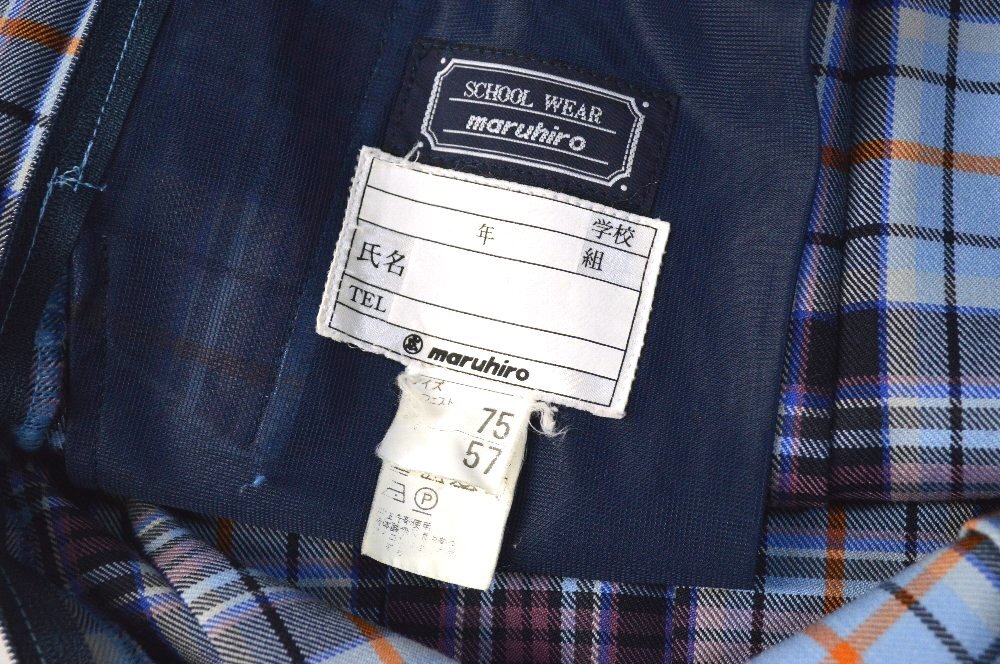 SCHOOL WEAR
maruhiro
学校
年 組
氏名
TEL
maruhiro
75
57
P